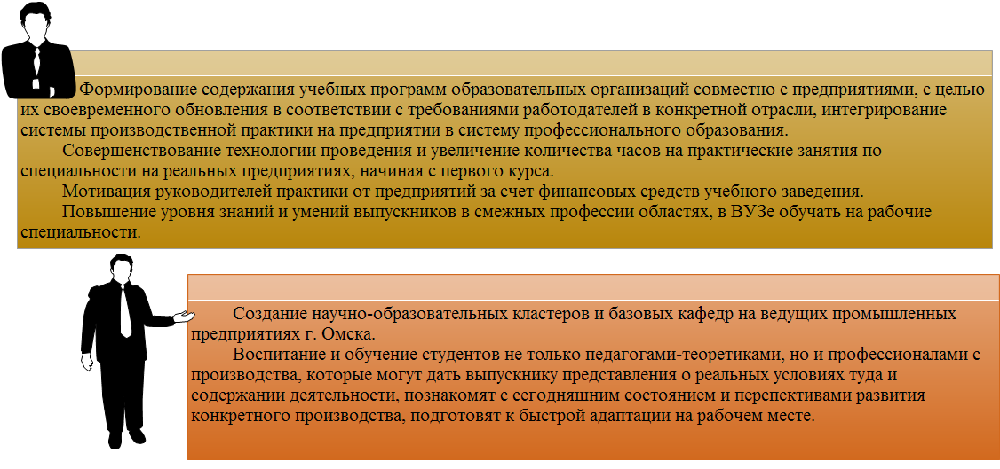 Формирование содержания учебных программ образовательных организаций совместно с предприятиями, с целью
их своевременного обновления в соответствии с требованиями работодателей в конкретной отрасли, интегрирование
системы производственной практики на предприятии в систему профессионального образования.
Совершенствование технологии проведения и увеличение количества часов на практические занятия по
специальности на реальных предприятиях, начиная с первого курса.
Мотивация руководителей практики от предприятий за счет финансовых средств учебного заведения.
Повышение уровня знаний и умений выпускников в смежных профессии областях, в ВУЗе обучать на рабочие
специальности.
Создание научно-образовательных кластеров и базовых кафедр на ведущих промышленных
предприятиях г. Омска.
Воспитание и обучение студентов не только педагогами-теоретиками, но и профессионалами с
производства, которые могут дать выпускнику представления о реальных условиях туда и
содержании деятельности, познакомят с сегодняшним состоянием и перспективами развития
конкретного производства, подготовят к быстрой адаптации на рабочем месте.